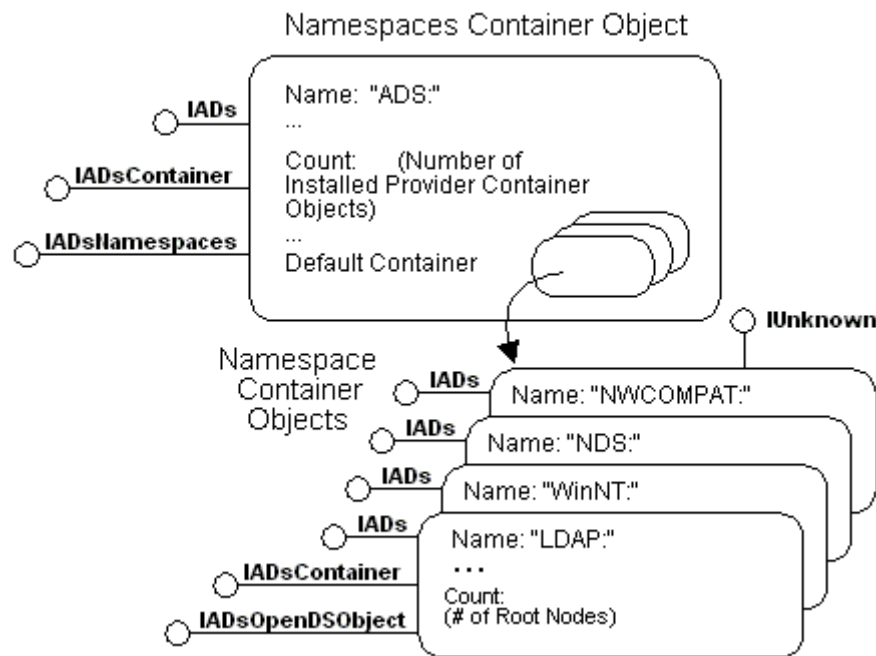 Namespaces Container Object
IADs
Name: "ADS:"
...
IADsContainer
Count: (Number of
Installed Provider Container
Objects)
IADsNamespaces
...
Default Container
IUnknown
Namespace
Container
Objects
IADs
Name: "NWCOMPAT:"
IADs
Name: "NDS:"
IADs
Name: "WinNT:"
IADs
Name: "LDAP:"
...
IADsContainer
Count:
(# of Root Nodes)
IADsOpenDSObject